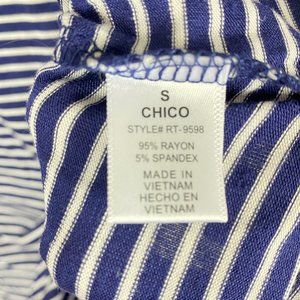 S
CHICO
STYLE# RT-9598
95% RAYON
5% SPANDEX
MADE IN
VIETNAM
HECHO EN
VIETNAM